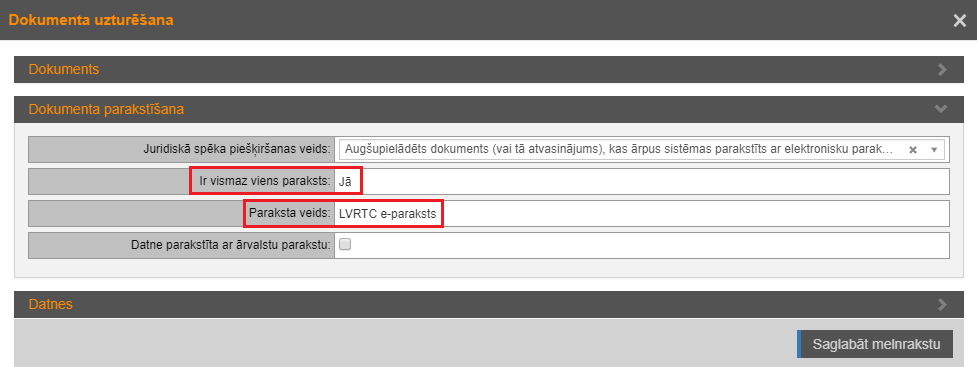 Dokumenta uzturēšana
Dokuments
Dokumenta parakstīšana
Juridiskā spēka piešķiršanas veids: Augšupielādēts dokuments (vai tā atvasinājums), kas ārpus sistēmas parakstīts ar elektronisku parak...
Ir vismaz viens paraksts: Jā
Paraksta veids: LVRTC e-paraksts
Datne parakstīta ar ārvalstu parakstu:
Datnes
Saglabāt melnrakstu